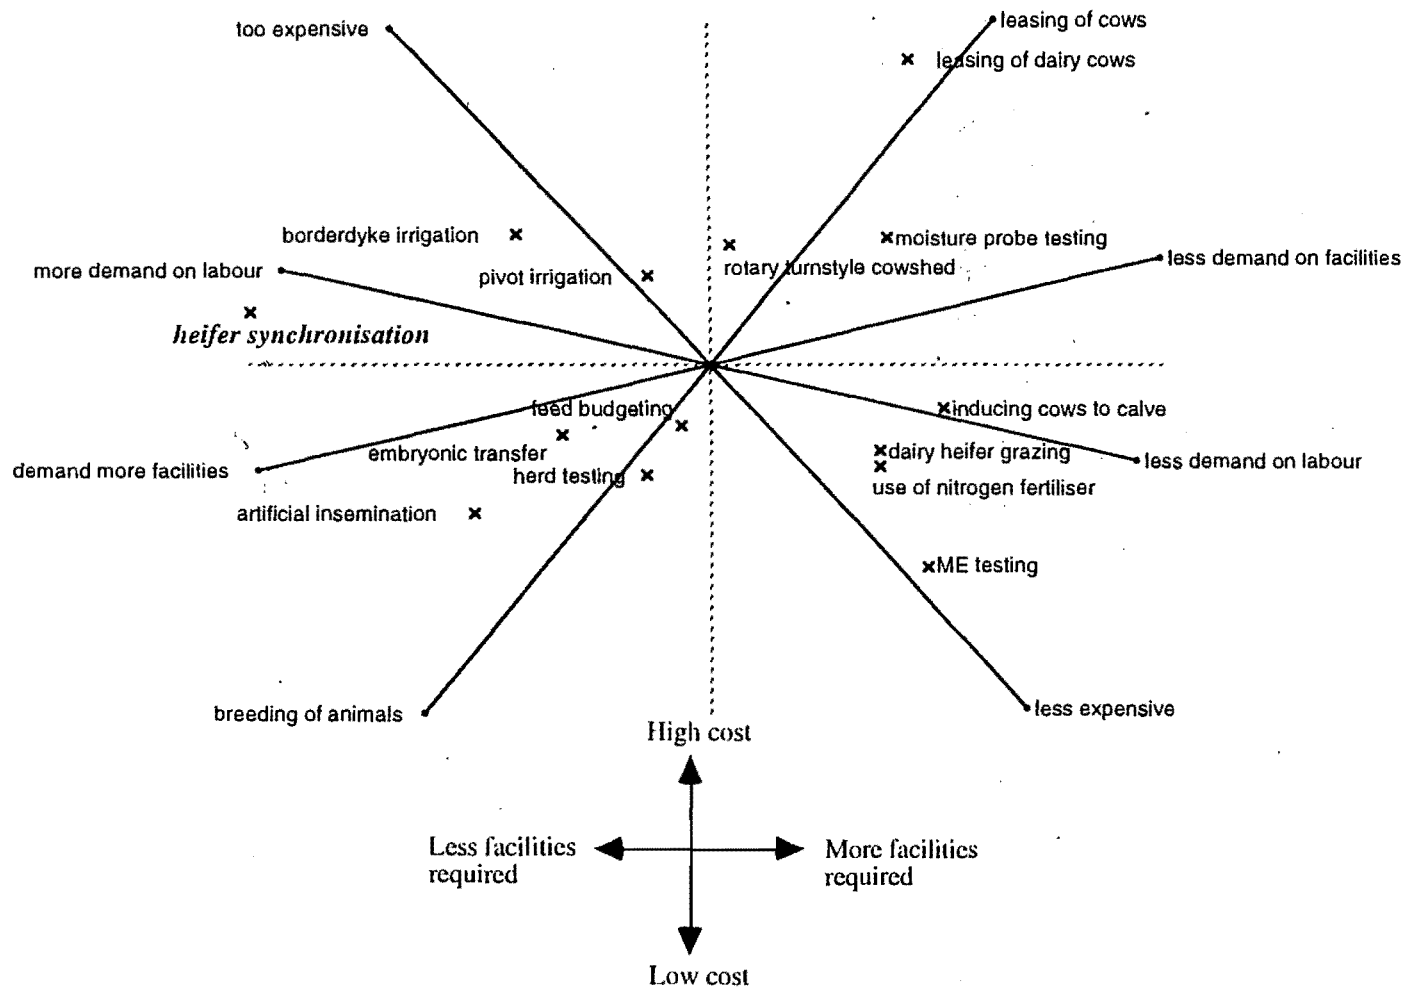 too expensive
leasing of cows
leasing of dairy cows
borderdyke irrigation
moisture probe testing
more demand on labour
pivot irrigation
rotary turnstyle cowshed
less demand on facilities
heifer synchronisation
feed budgeting
inducing cows to calve
embryonic transfer
dairy heifer grazing
demand more facilities
herd testing
less demand on labour
use of nitrogen fertiliser
artificial insemination
ME testing
breeding of animals
less expensive
High cost
Less facilities
required
More facilities
required
Low cost